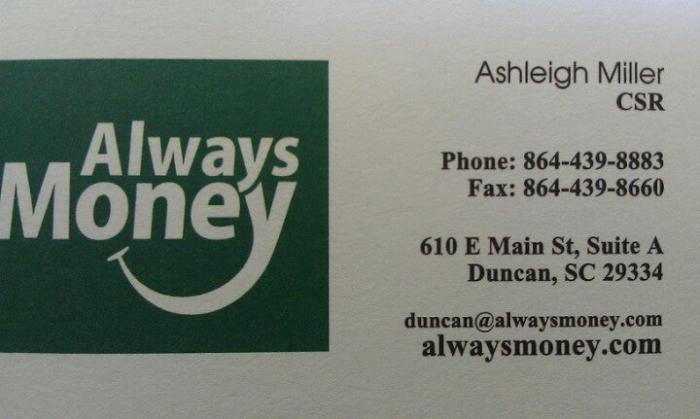 Always
Money
Ashleigh Miller
CSR
Phone: 864-439-8883
Fax: 864-439-8660
610 E Main St, Suite A
Duncan, SC 29334
duncan@alwaysmoney.com
alwaysmoney.com